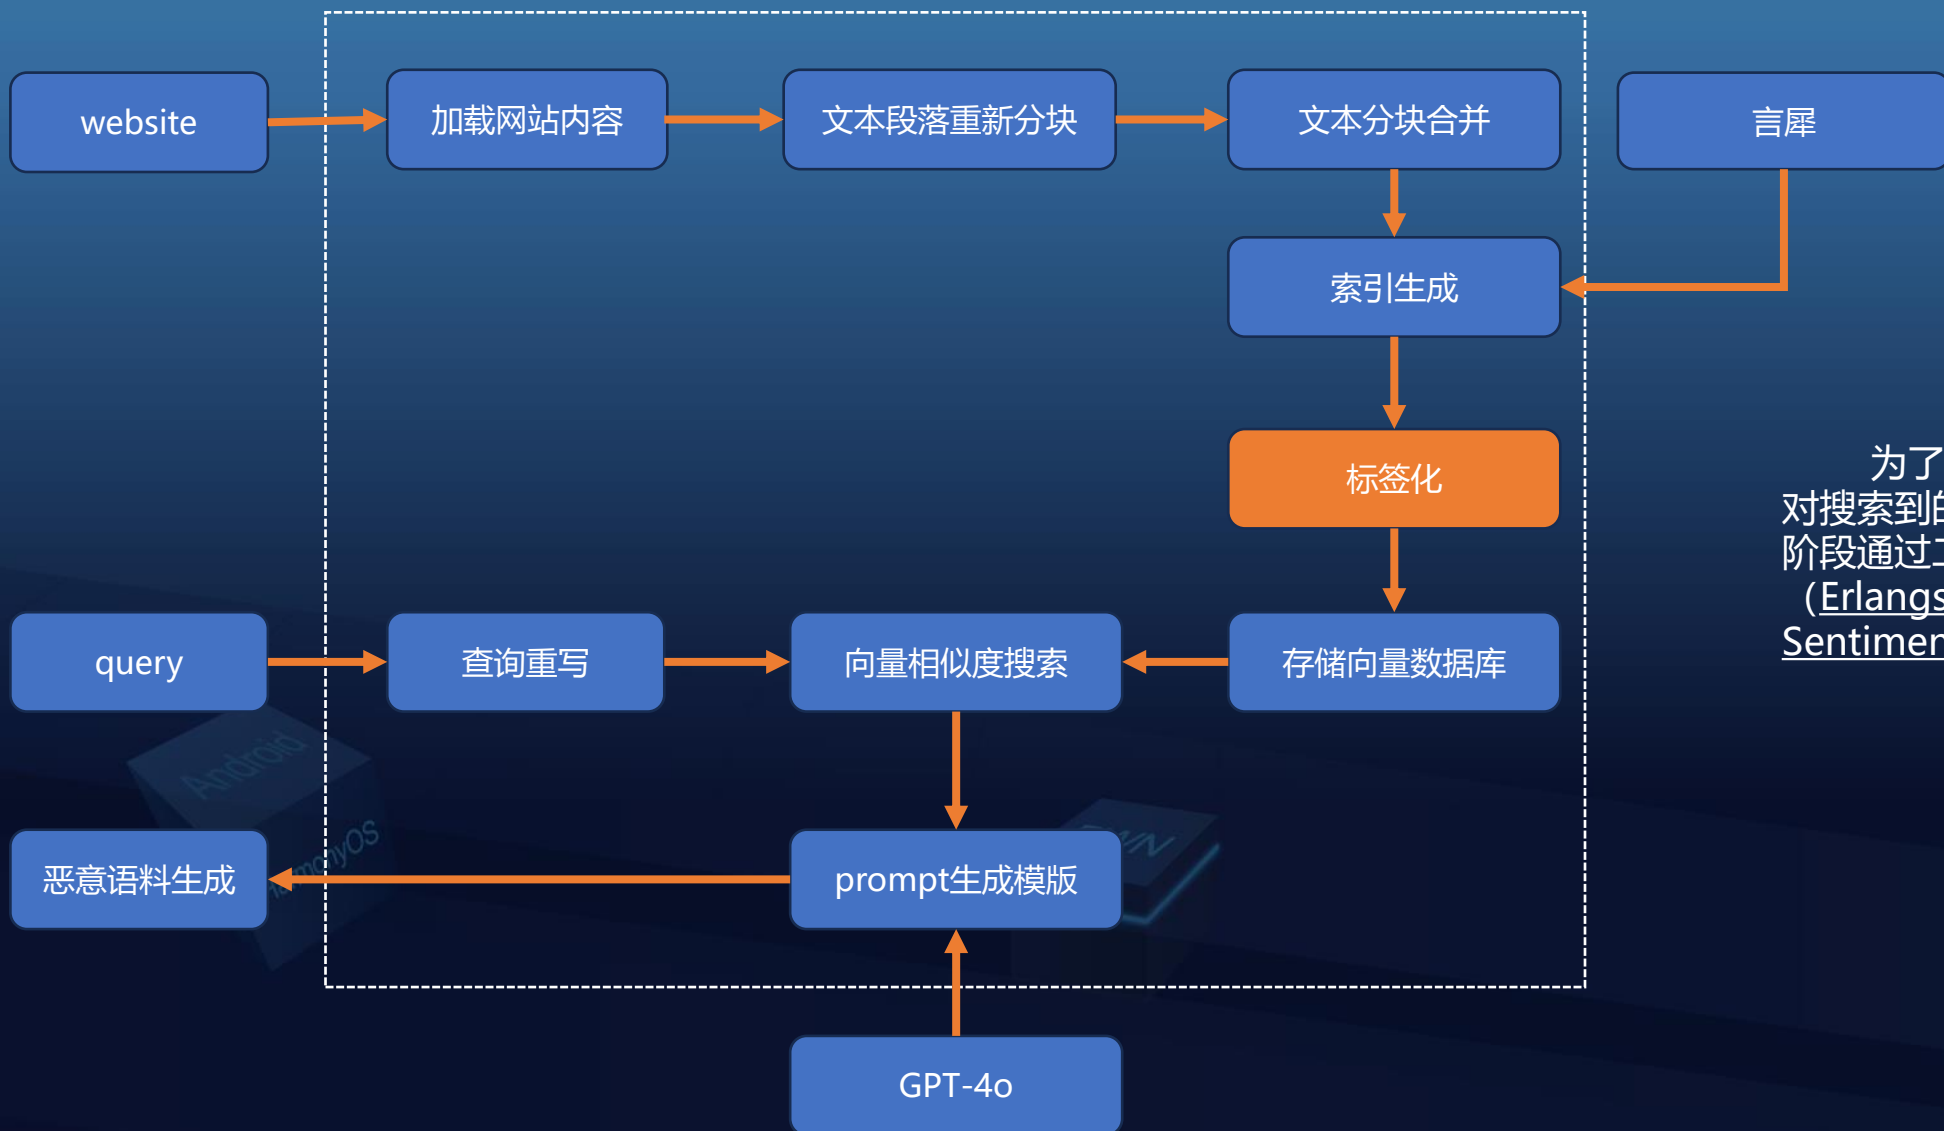 website
加载网站内容
文本段落重新分块
文本分块合并
言犀
索引生成
标签化
为了
对搜索到
阶段通过
（Erlangs
Sentimen
query
查询重写
向量相似度搜索
存储向量数据库
Android
HarmonyOS
恶意语料生成
prompt生成模版
GPT-4o